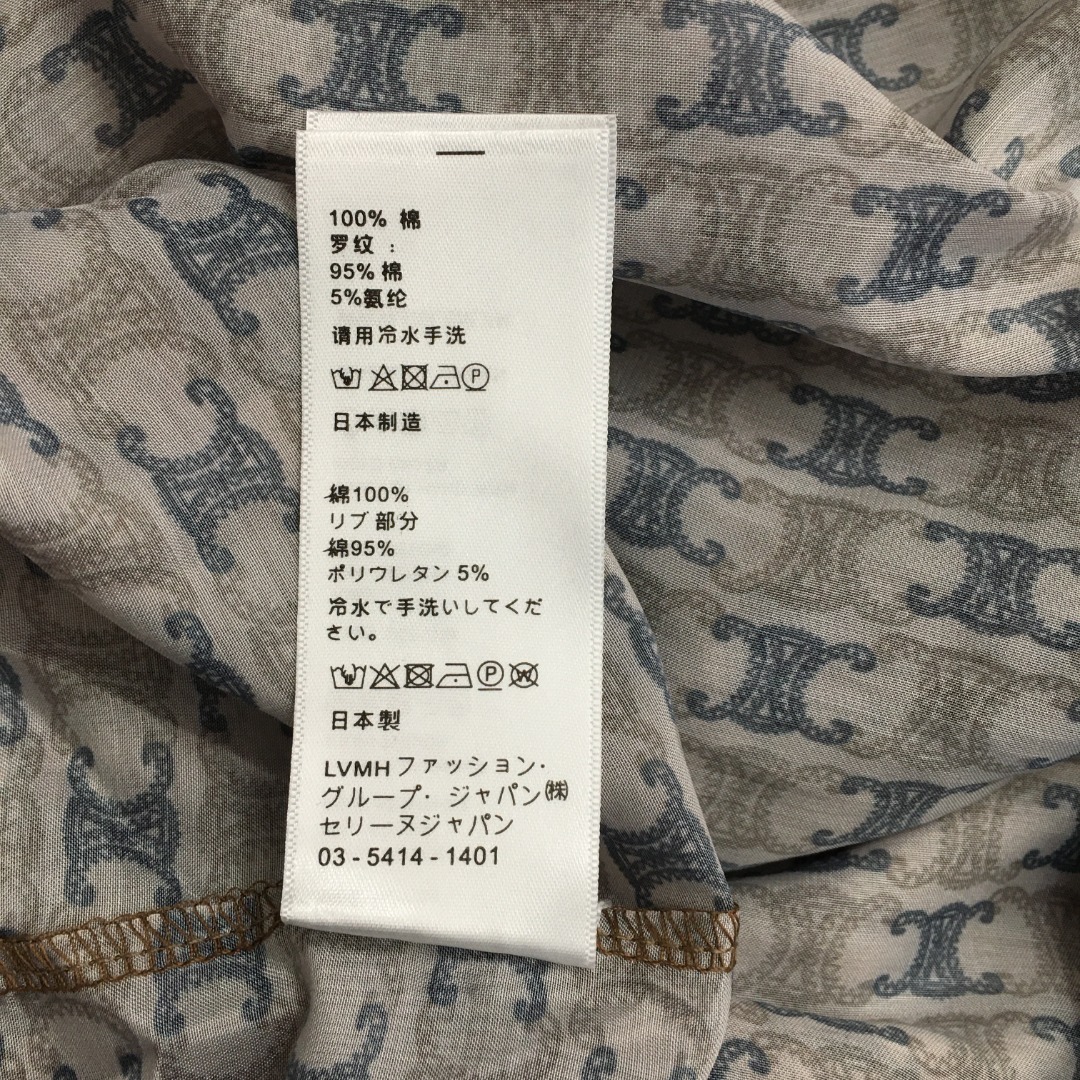 100% 棉
罗纹 :
95% 棉
5%氨纶
请用冷水手洗
P
日本制造
綿100%
リブ 部分
綿95%
ポリウレタン 5%
冷水で手洗いしてくだ
さい。
P W
日本製
LVMH ファッション·
グループ· ジャパン㈱
セリーヌジャパン
03 - 5414 - 1401